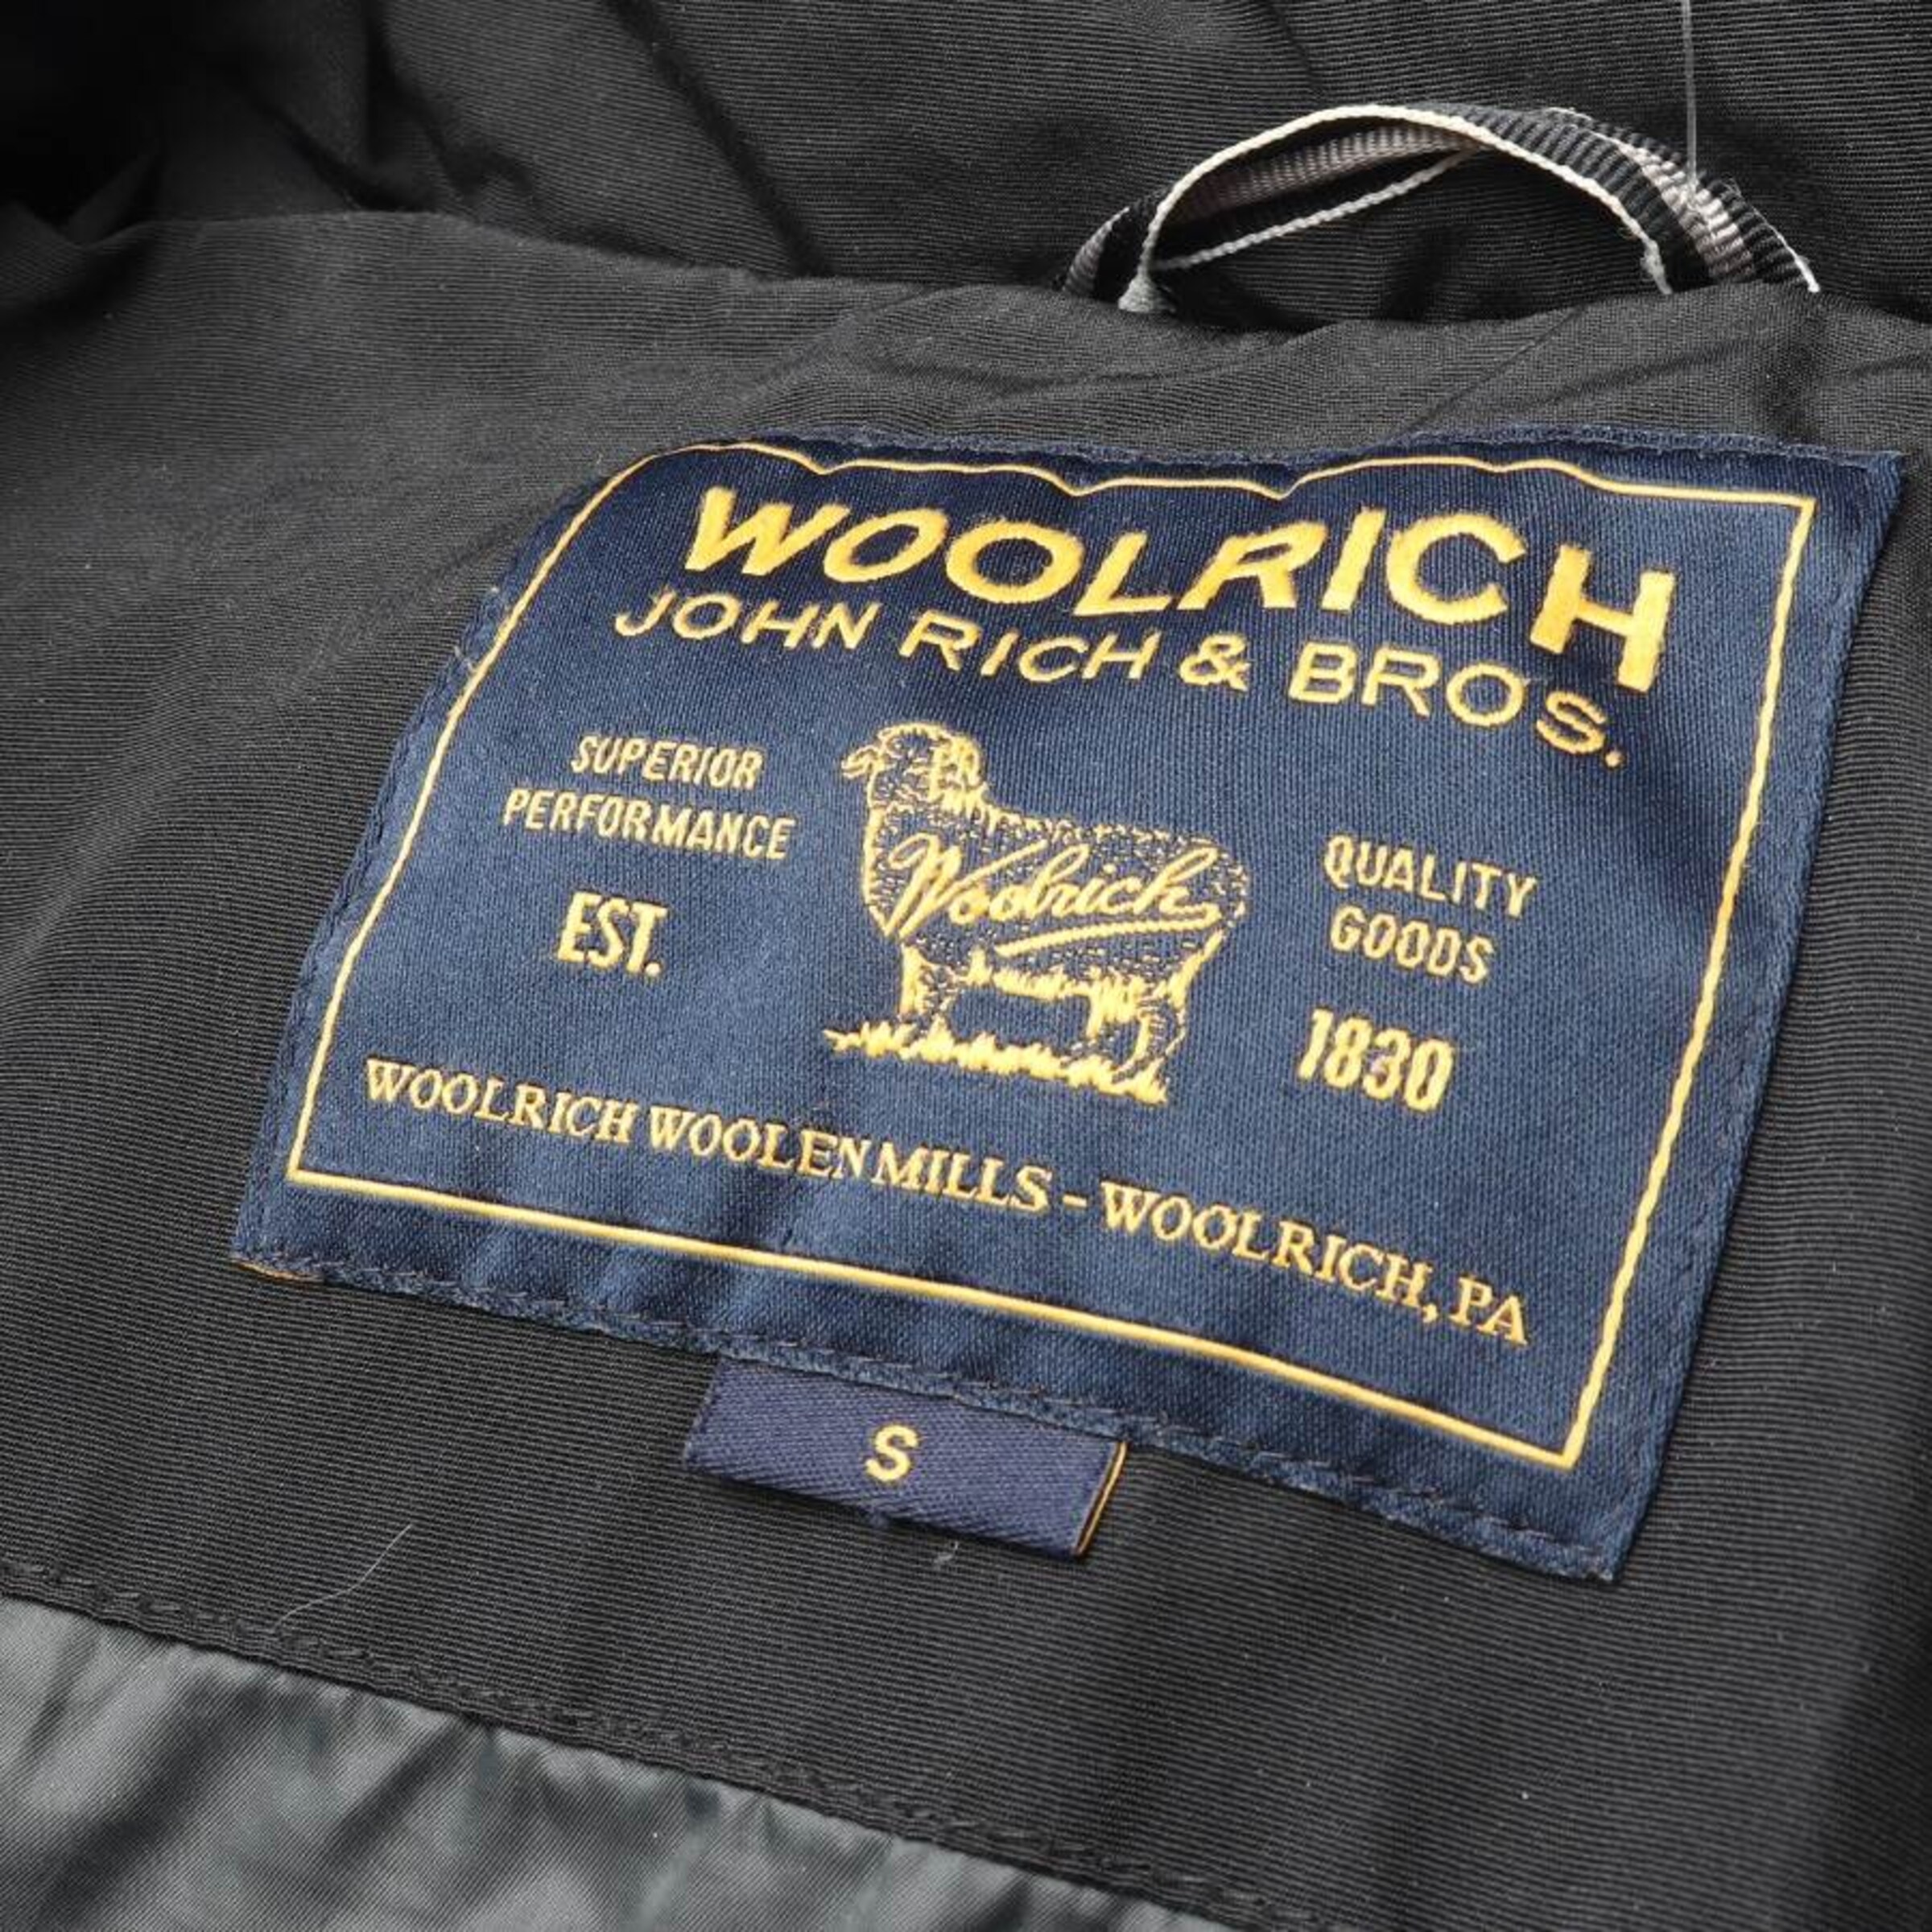 WOOLRICH
JOHN RICH & BROS.
SUPERIOR
PERFORMANCE
EST.
Woolrich
QUALITY
GOODS
1830
WOOLRICH WOOLEN MILLS - WOOLRICH, PA
S